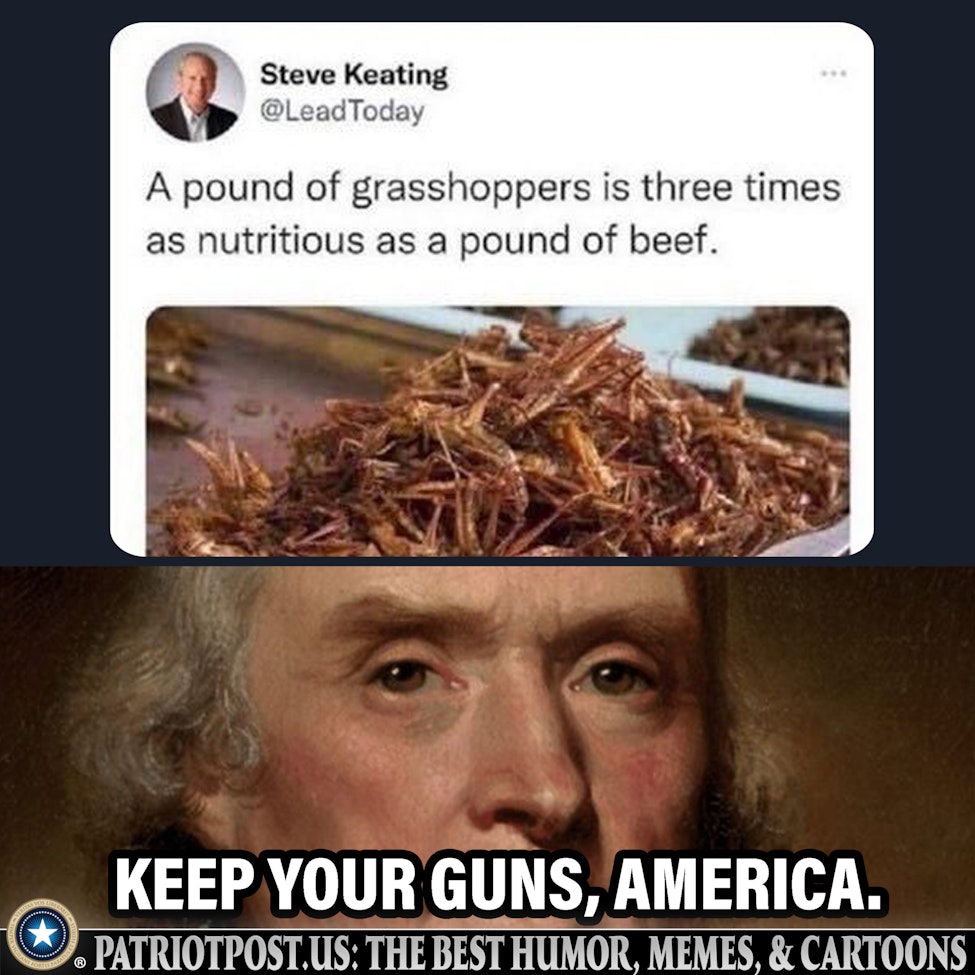 Steve Keating
@LeadToday
A pound of grasshoppers is three times
as nutritious as a pound of beef.
KEEP YOUR GUNS, AMERICA.
® PATRIOTPOST.US: THE BEST HUMOR, MEMES, & CARTOONS